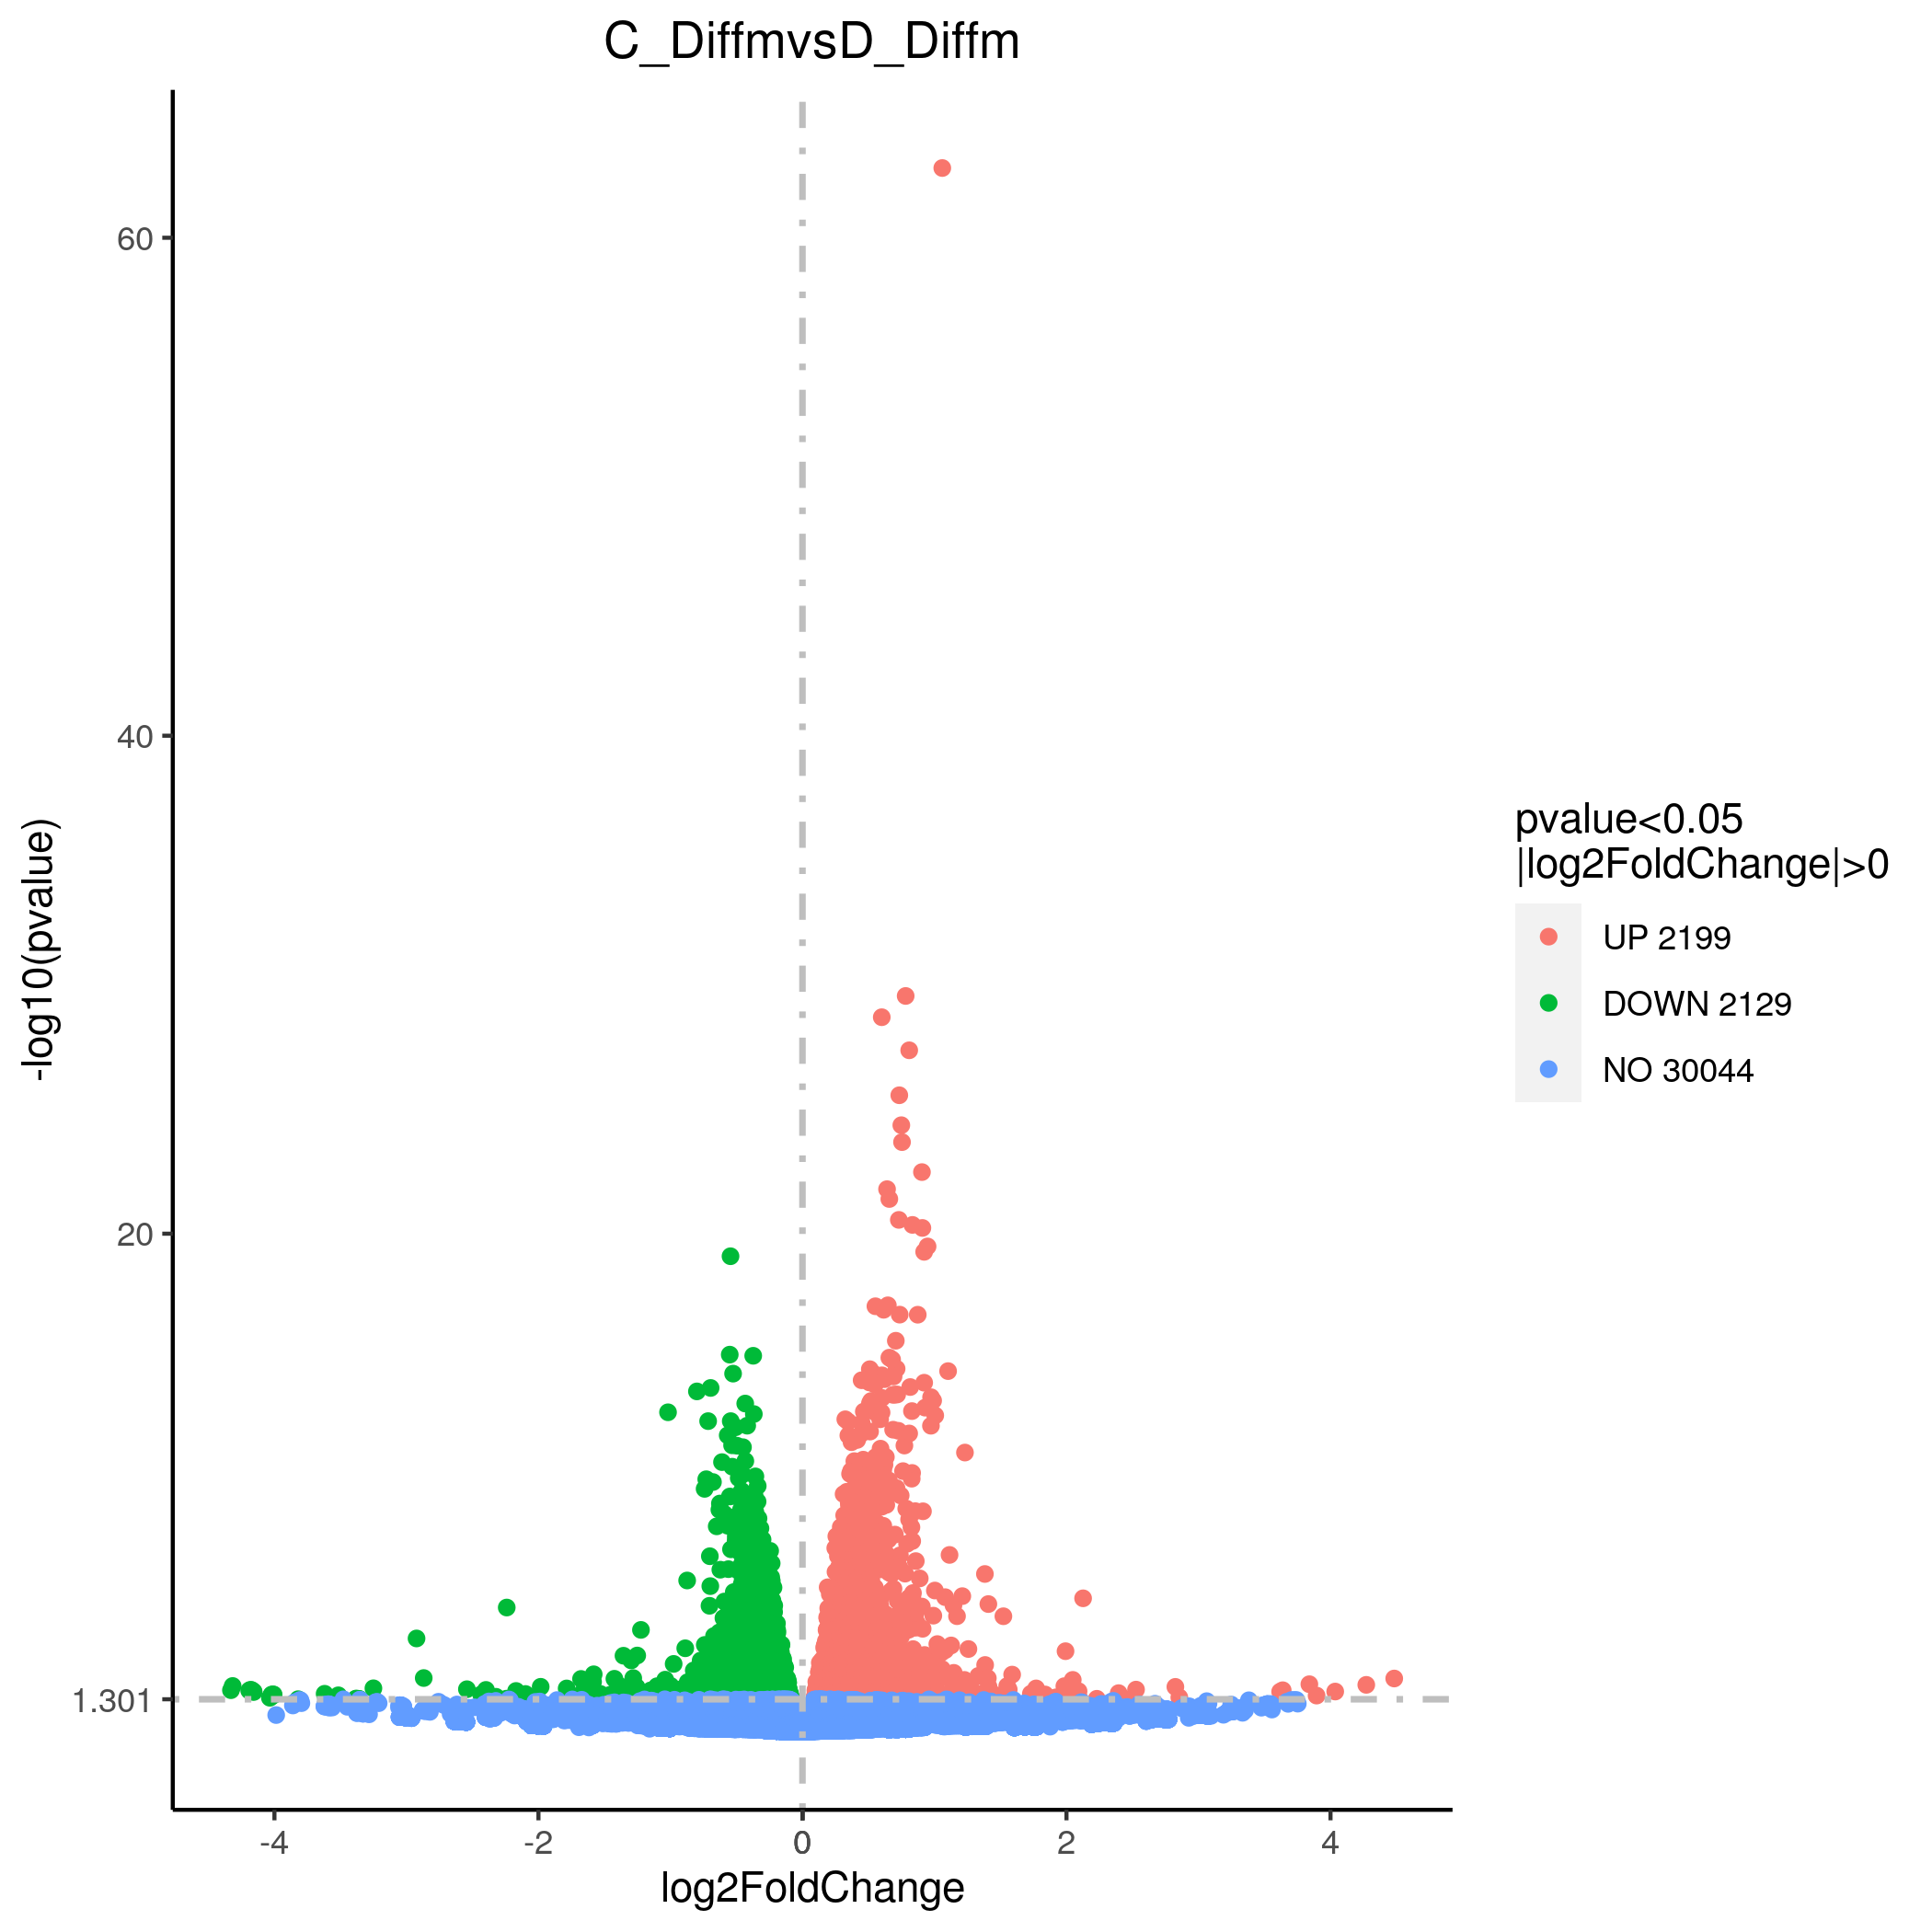 C_DiffmvsD_Diffm
60
40
20
1.301
-log10(pvalue)
-4
-2
0
2
4
log2FoldChange
pvalue<0.05
|log2FoldChange|>0
UP 2199
DOWN 2129
NO 30044